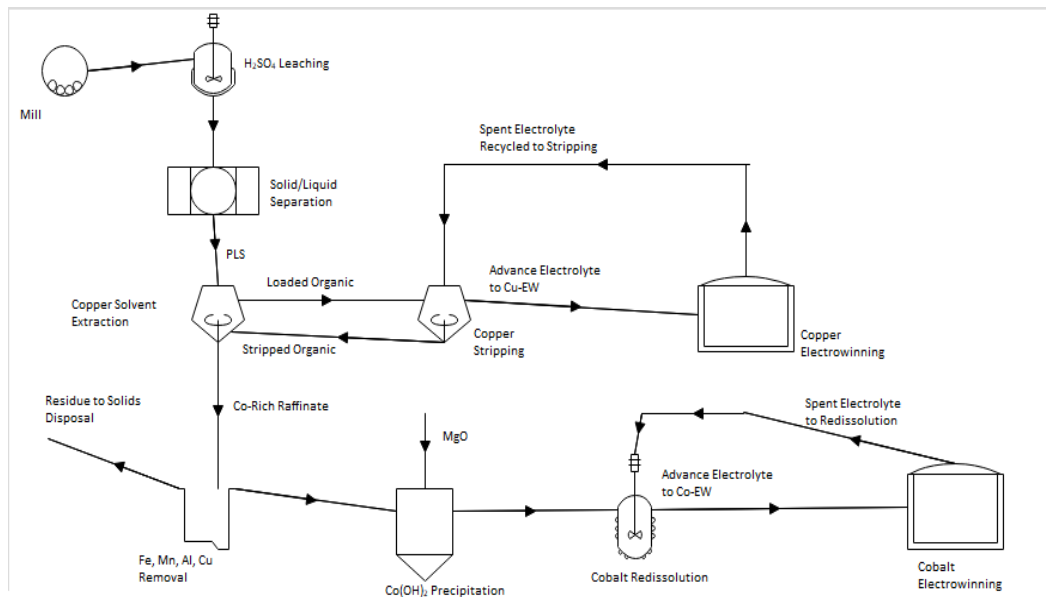 H₂SO₄ Leaching
Mill
Spent Electrolyte
Recycled to Stripping
Solid/Liquid
Separation
PLS
Loaded Organic
Advance Electrolyte
to Cu-EW
Copper Solvent
Extraction
Stripped Organic
Copper
Stripping
Copper
Electrowinning
Residue to Solids
Disposal
Co-Rich Raffinate
MgO
Spent Electrolyte
to Redissolution
Advance Electrolyte
to Co-EW
Fe, Mn, Al, Cu
Removal
Co(OH)₂ Precipitation
Cobalt Redissolution
Cobalt
Electrowinning